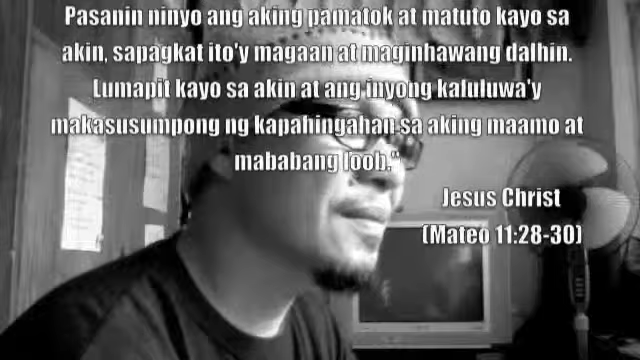 Pasanin ninyo ang aking pamatok at matuto kayo sa
akin, sapagkat ito'y magaan at maginhawang dalhin.
Lumapit kayo sa akin at ang inyong kaluluwa'y
makasusumpong ng kapahingahan sa aking maamo at
mababang loob."
Jesus Christ
(Mateo 11:28-30)